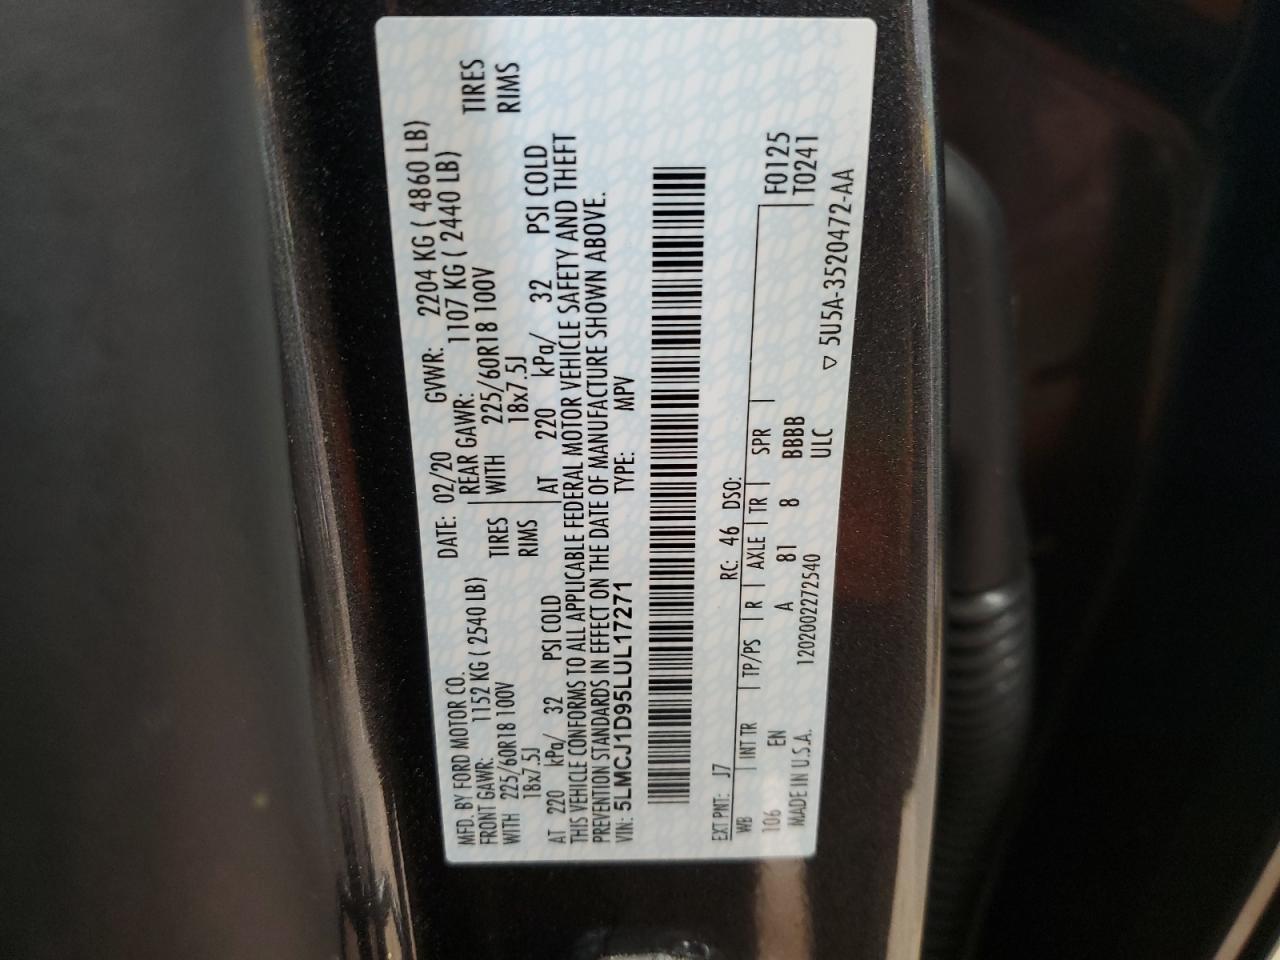 MFD. BY FORD MOTOR CO.
DATE: 02/20 GVWR: 2204 KG ( 4860 LB)
FRONT GAWR: 1152 KG ( 2540 LB) REAR GAWR: 1107 KG ( 2440 LB)
WITH 225/60R18 100V TIRES WITH 225/60R18 100V TIRES
18x7.5J RIMS 18x7.5J RIMS
AT 220 kPa/ 32 PSI COLD AT 220 kPa/ 32 PSI COLD
THIS VEHICLE CONFORMS TO ALL APPLICABLE FEDERAL MOTOR VEHICLE SAFETY AND THEFT
PREVENTION STANDARDS IN EFFECT ON THE DATE OF MANUFACTURE SHOWN ABOVE.
VIN: 5LMCJ1D95LUL17271 TYPE: MPV
EXT PNT: J7 RC: 46 DSO:
WB INT TR TP/PS R AXLE TR SPR F0125
106 EN A 81 8 BBBB T0241
MADE IN U.S.A. 1202002272540 ULC
▽ 5U5A-3520472-AA